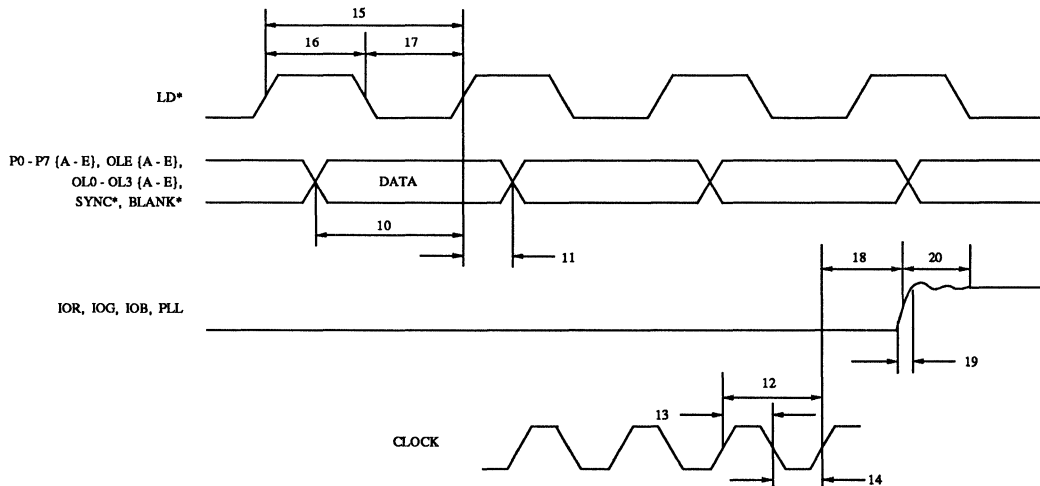 15
16
17
LD*
P0 - P7 {A - E}, OLE {A - E},
OL0 - OL3 {A - E},
SYNC*, BLANK*
DATA
10
11
18
20
IOR, IOG, IOB, PLL
19
12
13
CLOCK
14